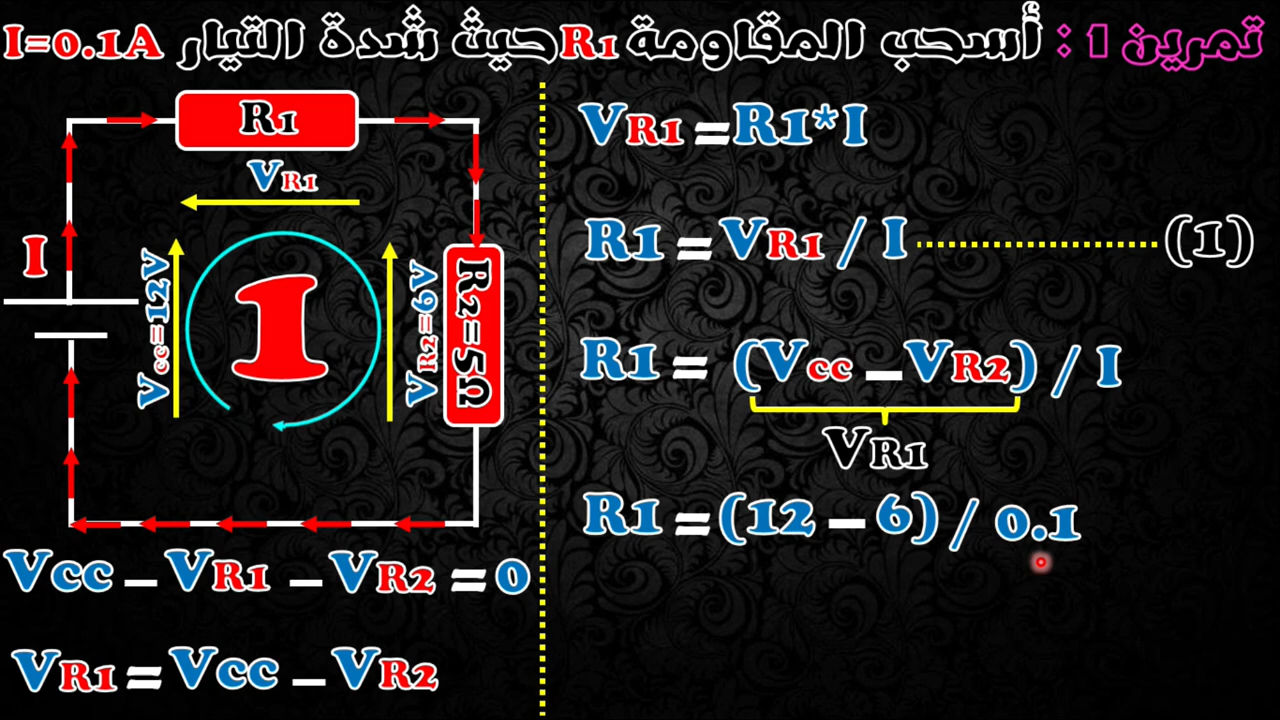 تمرين 1 : أسحب المقاومة R1 حيث شدة التيار I=0.1A
R1
VR1
I
Vcc=12V
1
VR2=6V
R2=5Ω
Vcc – VR1 – VR2 = 0
VR1 = Vcc – VR2
VR1 = R1*I
R1 = VR1 / I (1)
R1 = (Vcc – VR2) / I
VR1
R1 = (12 – 6) / 0.1